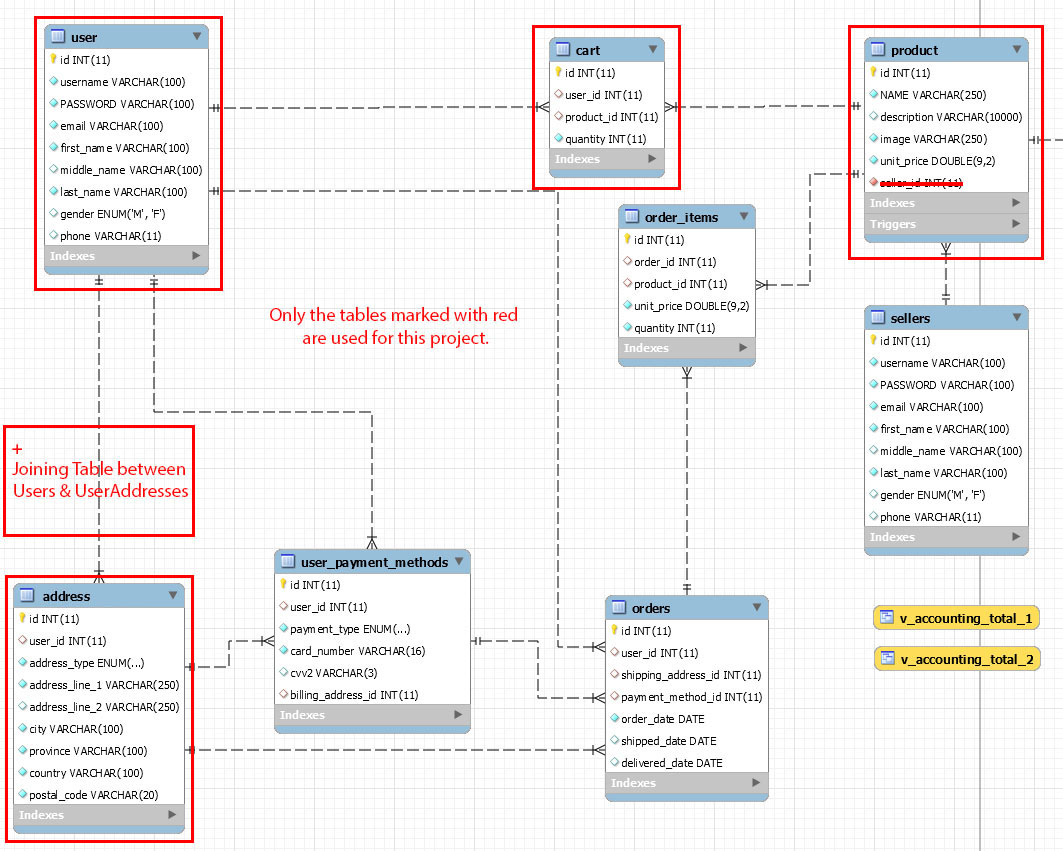 user
id INT(11)
username VARCHAR(100)
PASSWORD VARCHAR(100)
email VARCHAR(100)
first_name VARCHAR(100)
middle_name VARCHAR(100)
last_name VARCHAR(100)
gender ENUM('M', 'F')
phone VARCHAR(11)
Indexes
cart
id INT(11)
user_id INT(11)
product_id INT(11)
quantity INT(11)
Indexes
product
id INT(11)
NAME VARCHAR(250)
description VARCHAR(10000)
image VARCHAR(250)
unit_price DOUBLE(9,2)
seller_id INT(11)
Indexes
Triggers
order_items
id INT(11)
order_id INT(11)
product_id INT(11)
unit_price DOUBLE(9,2)
quantity INT(11)
Indexes
Only the tables marked with red
are used for this project.
sellers
id INT(11)
username VARCHAR(100)
PASSWORD VARCHAR(100)
email VARCHAR(100)
first_name VARCHAR(100)
middle_name VARCHAR(100)
last_name VARCHAR(100)
gender ENUM('M', 'F')
phone VARCHAR(11)
Indexes
+
Joining Table between
Users & UserAddresses
address
id INT(11)
user_id INT(11)
address_type ENUM(...)
address_line_1 VARCHAR(250)
address_line_2 VARCHAR(250)
city VARCHAR(100)
province VARCHAR(100)
country VARCHAR(100)
postal_code VARCHAR(20)
Indexes
user_payment_methods
id INT(11)
user_id INT(11)
payment_type ENUM(...)
card_number VARCHAR(16)
cvv2 VARCHAR(3)
billing_address_id INT(11)
Indexes
orders
id INT(11)
user_id INT(11)
shipping_address_id INT(11)
payment_method_id INT(11)
order_date DATE
shipped_date DATE
delivered_date DATE
Indexes
v_accounting_total_1
v_accounting_total_2